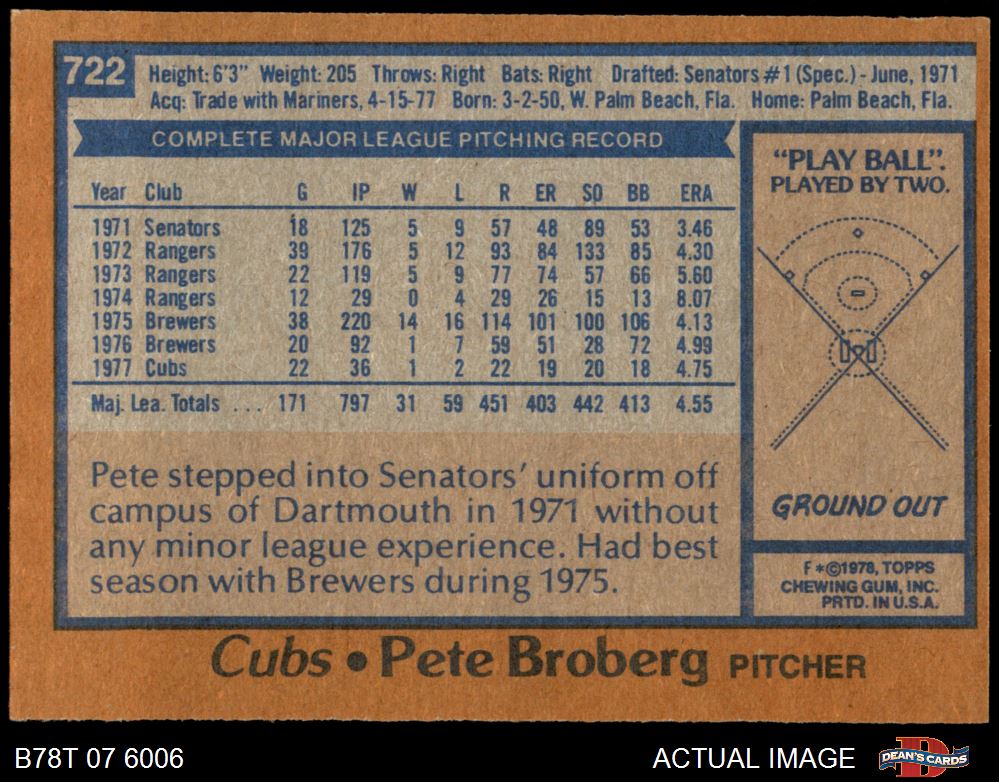 722
Height: 6'3" Weight: 205 Throws: Right Bats: Right Drafted: Senators #1 (Spec.) - June, 1971
Acq: Trade with Mariners, 4-15-77 Born: 3-2-50, W. Palm Beach, Fla. Home: Palm Beach, Fla.
COMPLETE MAJOR LEAGUE PITCHING RECORD
Year Club G IP W L R ER SO BB ERA
1971 Senators 18 125 5 9 57 48 89 53 3.46
1972 Rangers 39 176 5 12 93 84 133 85 4.30
1973 Rangers 22 119 5 9 77 74 57 66 5.60
1974 Rangers 12 29 0 4 29 26 15 13 8.07
1975 Brewers 38 220 14 16 114 101 100 106 4.13
1976 Brewers 20 92 1 7 59 51 28 72 4.99
1977 Cubs 22 36 1 2 22 19 20 18 4.75
Maj. Lea. Totals ... 171 797 31 59 451 403 442 413 4.55
Pete stepped into Senators' uniform off
campus of Dartmouth in 1971 without
any minor league experience. Had best
season with Brewers during 1975.
"PLAY BALL".
PLAYED BY TWO.
GROUND OUT
F*©1978, TOPPS
CHEWING GUM, INC.
PRTD. IN U.S.A.
Cubs • Pete Broberg PITCHER
B78T 07 6006
ACTUAL IMAGE
DEAN'S CARDS